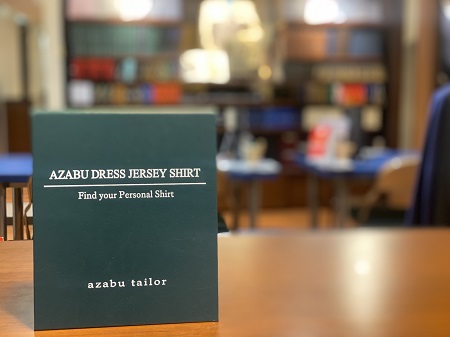 AZABU DRESS JERSEY SHIRT
Find your Personal Shirt
azabu tailor